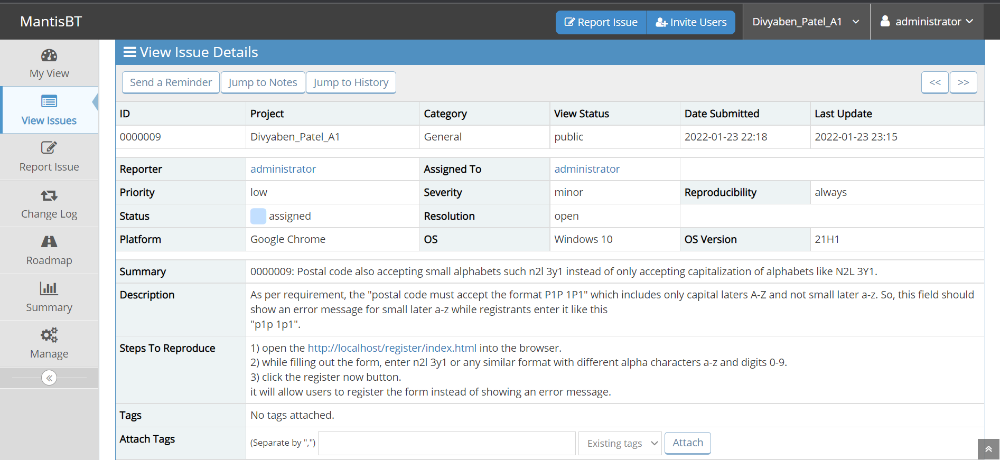 MantisBT
Report Issue Invite Users Divyaben_Patel_A1 administrator
My View
View Issues
Report Issue
Change Log
Roadmap
Summary
Manage
View Issue Details
Send a Reminder Jump to Notes Jump to History << >>
ID Project Category View Status Date Submitted Last Update
0000009 Divyaben_Patel_A1 General public 2022-01-23 22:18 2022-01-23 23:15
Reporter administrator Assigned To administrator
Priority low Severity minor Reproducibility always
Status assigned Resolution open
Platform Google Chrome OS Windows 10 OS Version 21H1
Summary 0000009: Postal code also accepting small alphabets such n2l 3y1 instead of only accepting capitalization of alphabets like N2L 3Y1.
Description As per requirement, the "postal code must accept the format P1P 1P1" which includes only capital laters A-Z and not small later a-z. So, this field should
show an error message for small later a-z while registrants enter it like this
"p1p 1p1".
Steps To Reproduce 1) open the http://localhost/register/index.html into the browser.
2) while filling out the form, enter n2l 3y1 or any similar format with different alpha characters a-z and digits 0-9.
3) click the register now button.
it will allow users to register the form instead of showing an error message.
Tags No tags attached.
Attach Tags (Separate by ",") Existing tags Attach